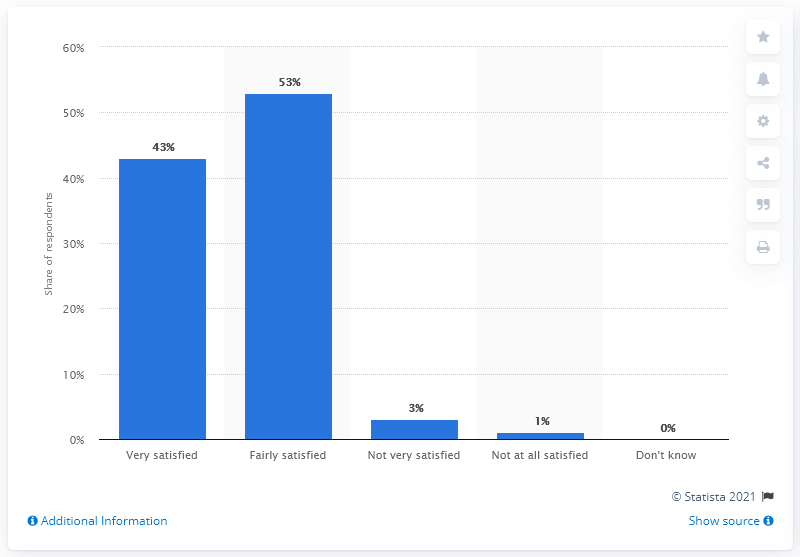 60%
50%
40%
30%
20%
10%
0%
Share of respondents
43%
53%
3%
1%
0%
Very satisfied
Fairly satisfied
Not very satisfied
Not at all satisfied
Don't know
© Statista 2021
Additional Information
Show source